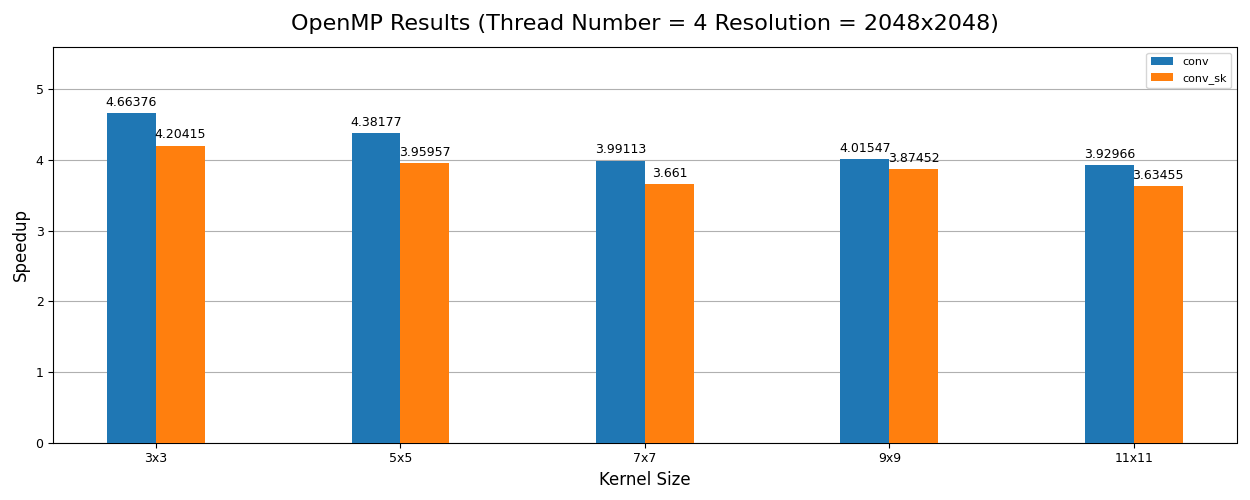 OpenMP Results (Thread Number = 4 Resolution = 2048x2048)
conv
conv_sk
5
4
3
2
1
0
Speedup
4.66376
4.20415
4.38177
3.95957
3.99113
3.661
4.01547
3.87452
3.92966
3.63455
3x3
5x5
7x7
9x9
11x11
Kernel Size